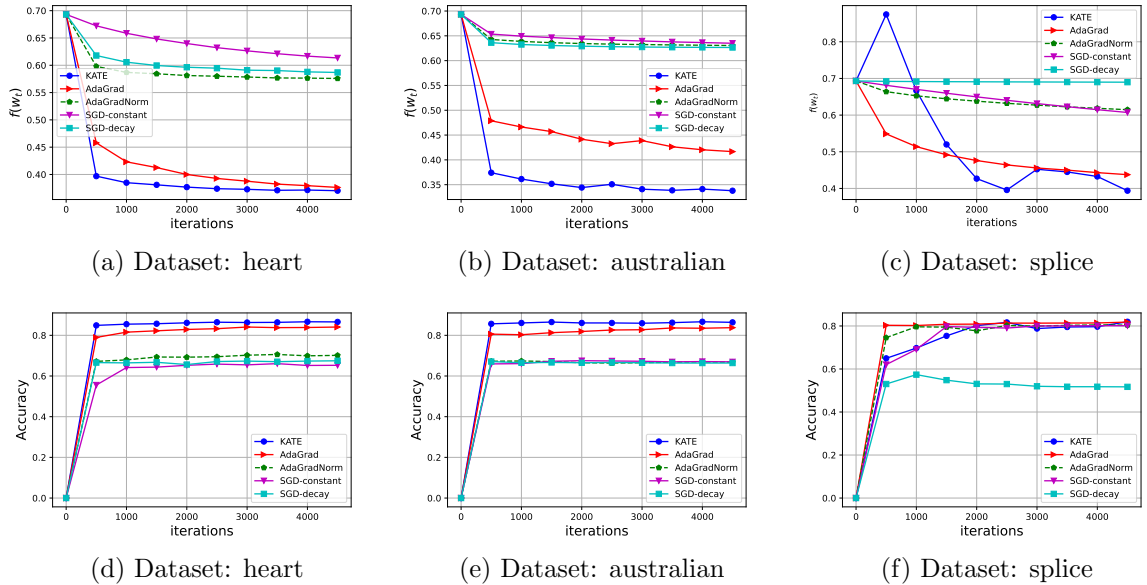 0.70
0.65
0.60
0.55
0.50
0.45
0.40
f(w_t)
KATE
AdaGrad
AdaGradNorm
SGD-constant
SGD-decay
0 1000 2000 3000 4000
iterations
(a) Dataset: heart
0.70
0.65
0.60
0.55
0.50
0.45
0.40
0.35
f(w_t)
KATE
AdaGrad
AdaGradNorm
SGD-constant
SGD-decay
0 1000 2000 3000 4000
iterations
(b) Dataset: australian
0.8
0.7
0.6
0.5
0.4
f(w_t)
KATE
AdaGrad
AdaGradNorm
SGD-constant
SGD-decay
0 1000 2000 3000 4000
iterations
(c) Dataset: splice
0.8
0.6
0.4
0.2
0.0
Accuracy
KATE
AdaGrad
AdaGradNorm
SGD-constant
SGD-decay
0 1000 2000 3000 4000
iterations
(d) Dataset: heart
0.8
0.6
0.4
0.2
0.0
Accuracy
KATE
AdaGrad
AdaGradNorm
SGD-constant
SGD-decay
0 1000 2000 3000 4000
iterations
(e) Dataset: australian
0.8
0.6
0.4
0.2
0.0
Accuracy
KATE
AdaGrad
AdaGradNorm
SGD-constant
SGD-decay
0 1000 2000 3000 4000
iterations
(f) Dataset: splice